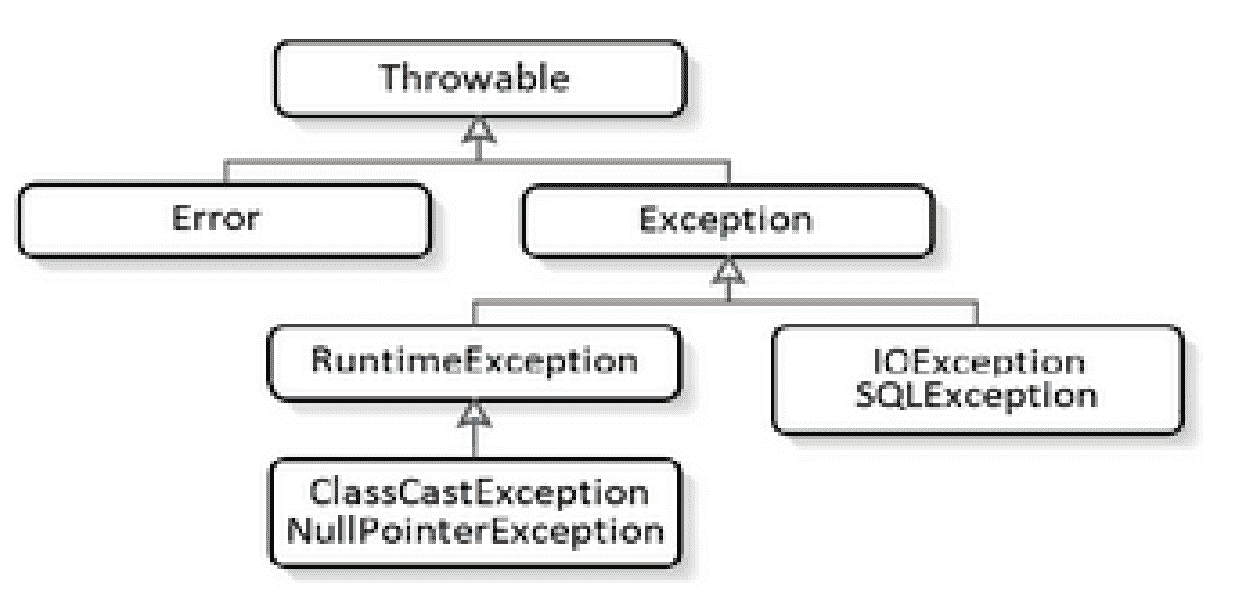 Throwable
Error
Exception
RuntimeException
IOException
SQLException
ClassCastException
NullPointerException